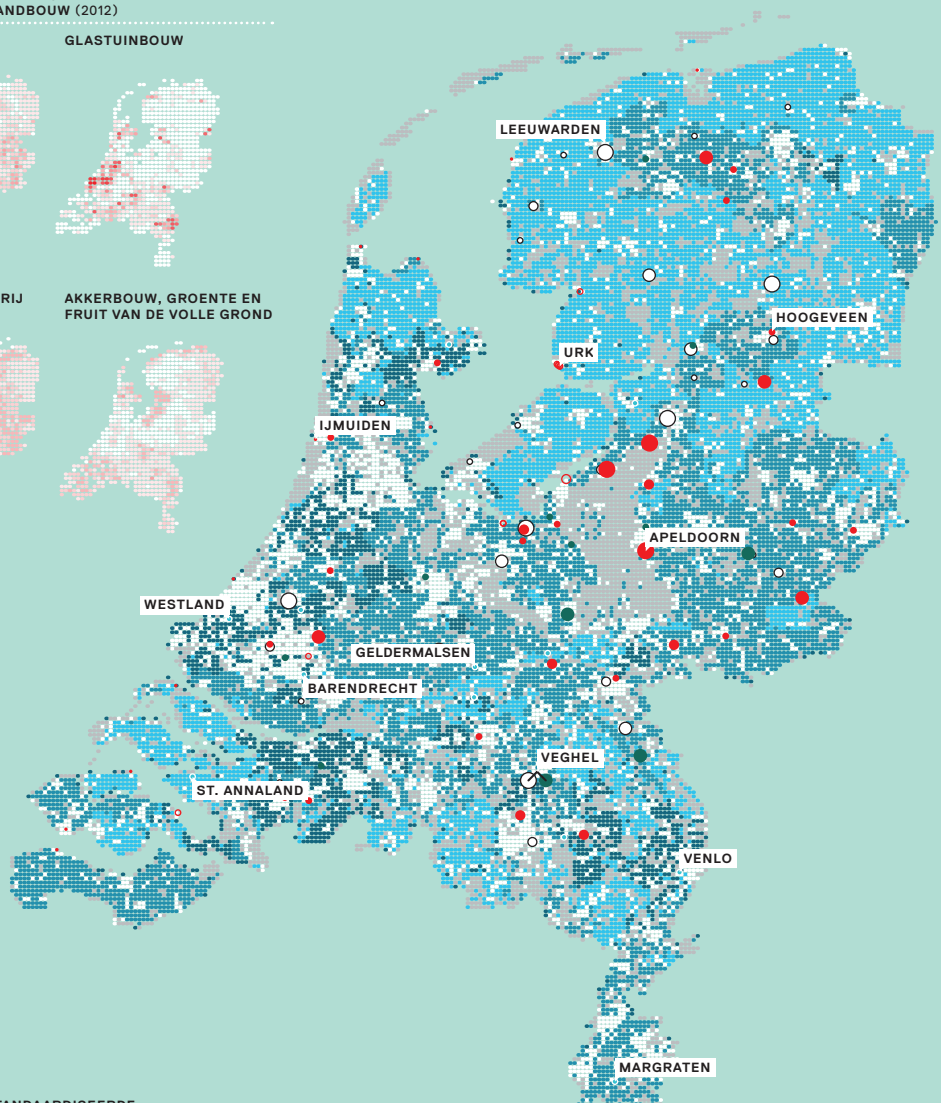 ANDBOUW (2012)
GLASTUINBOUW
RIJ
AKKERBOUW, GROENTE EN
FRUIT VAN DE VOLLE GROND
LEEUWARDEN
HOOGEVEEN
URK
IJMUIDEN
APELDOORN
WESTLAND
GELDERMALSEN
BARENDRECHT
VEGHEL
ST. ANNALAND
VENLO
MARGRATEN